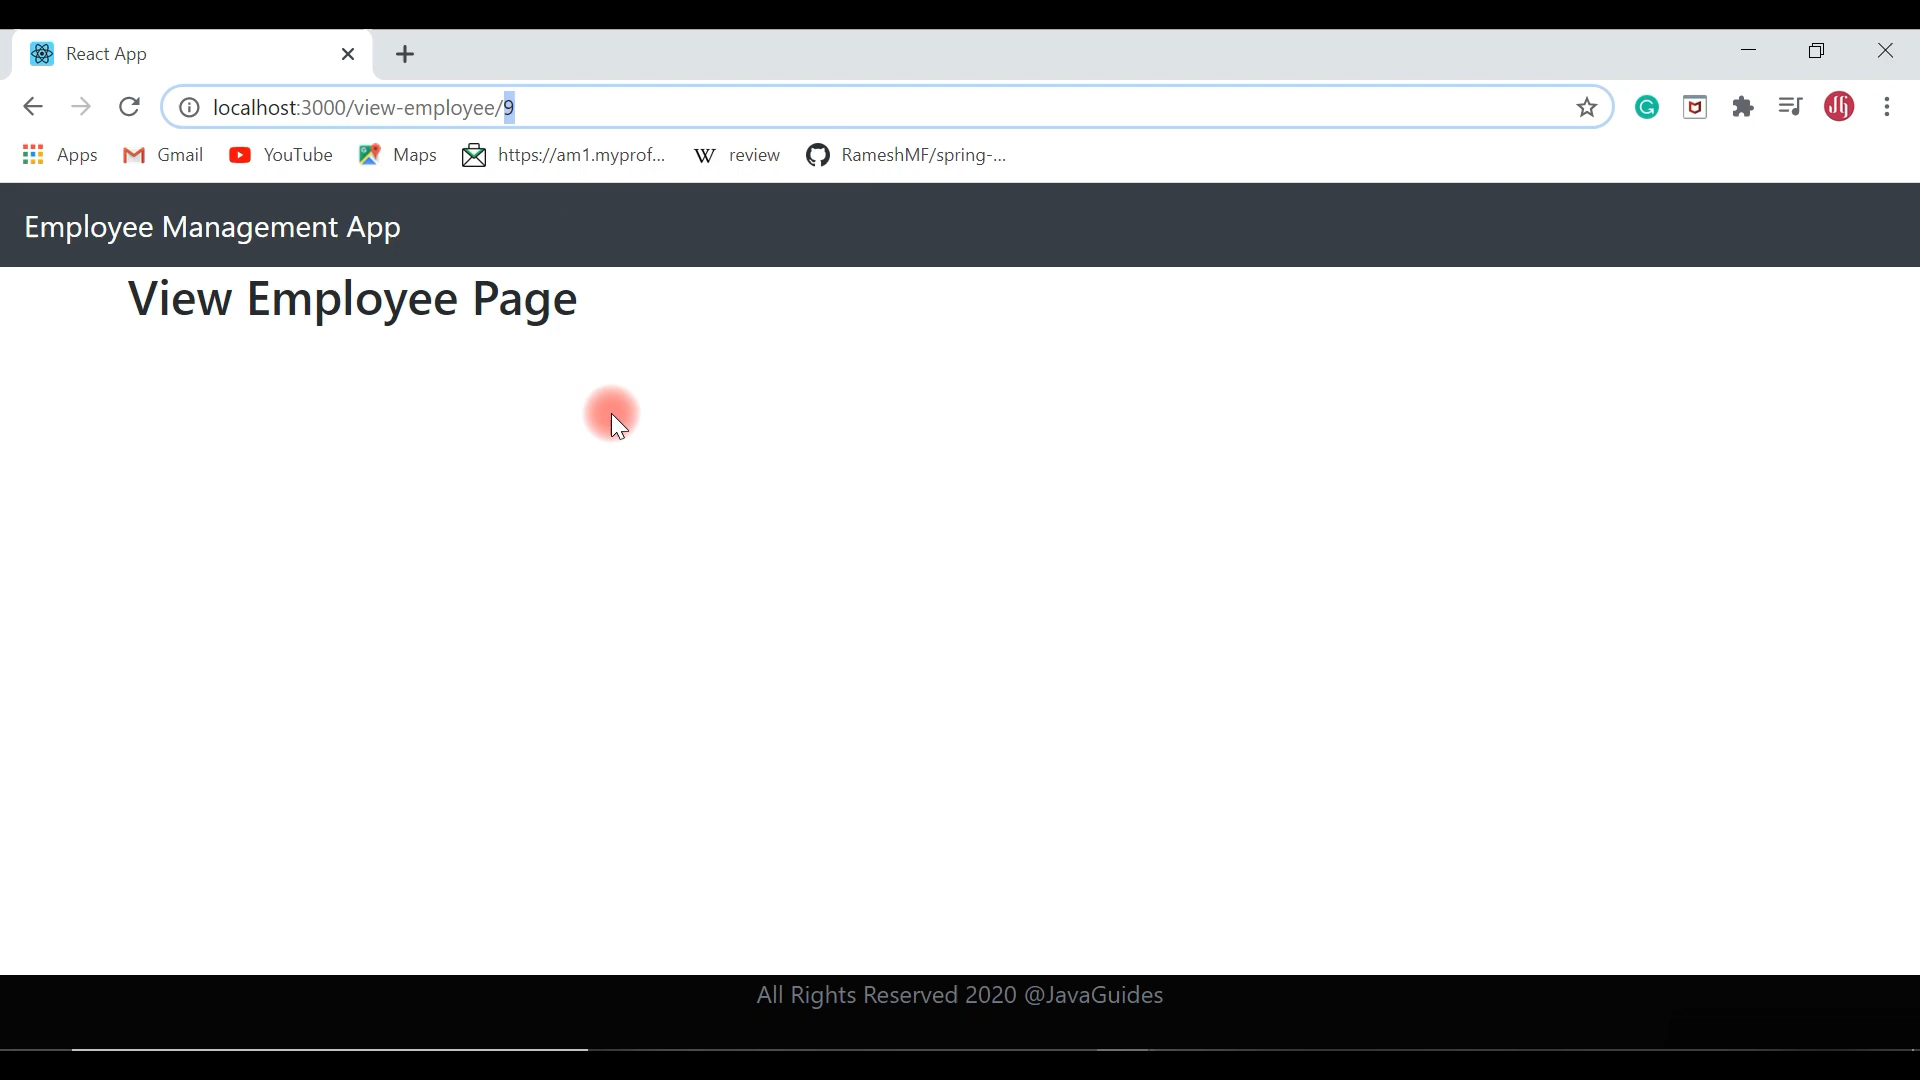 React App
localhost:3000/view-employee/9
Apps Gmail YouTube Maps https://am1.myprof... W review RameshMF/spring-...
Employee Management App
View Employee Page
All Rights Reserved 2020 @JavaGuides